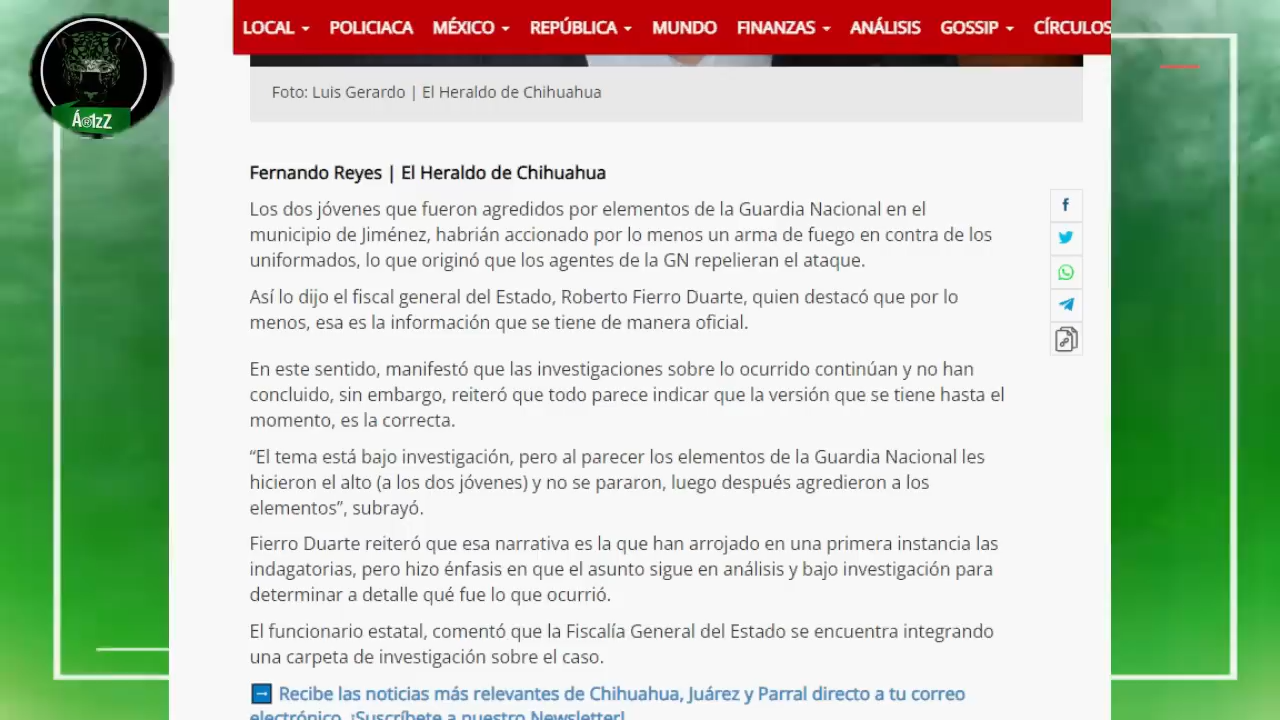 LOCAL POLICIACA MÉXICO REPÚBLICA MUNDO FINANZAS ANÁLISIS GOSSIP CÍRCULOS
Á®1zZ
Foto: Luis Gerardo | El Heraldo de Chihuahua
Fernando Reyes | El Heraldo de Chihuahua
Los dos jóvenes que fueron agredidos por elementos de la Guardia Nacional en el
municipio de Jiménez, habrián accionado por lo menos un arma de fuego en contra de los
uniformados, lo que originó que los agentes de la GN repelieran el ataque.
Así lo dijo el fiscal general del Estado, Roberto Fierro Duarte, quien destacó que por lo
menos, esa es la información que se tiene de manera oficial.
En este sentido, manifestó que las investigaciones sobre lo ocurrido continúan y no han
concluido, sin embargo, reiteró que todo parece indicar que la versión que se tiene hasta el
momento, es la correcta.
“El tema está bajo investigación, pero al parecer los elementos de la Guardia Nacional les
hicieron el alto (a los dos jóvenes) y no se pararon, luego después agredieron a los
elementos”, subrayó.
Fierro Duarte reiteró que esa narrativa es la que han arrojado en una primera instancia las
indagatorias, pero hizo énfasis en que el asunto sigue en análisis y bajo investigación para
determinar a detalle qué fue lo que ocurrió.
El funcionario estatal, comentó que la Fiscalía General del Estado se encuentra integrando
una carpeta de investigación sobre el caso.
Recibe las noticias más relevantes de Chihuahua, Juárez y Parral directo a tu correo
electrónico. ¡Suscríbete a nuestro Newsletter!